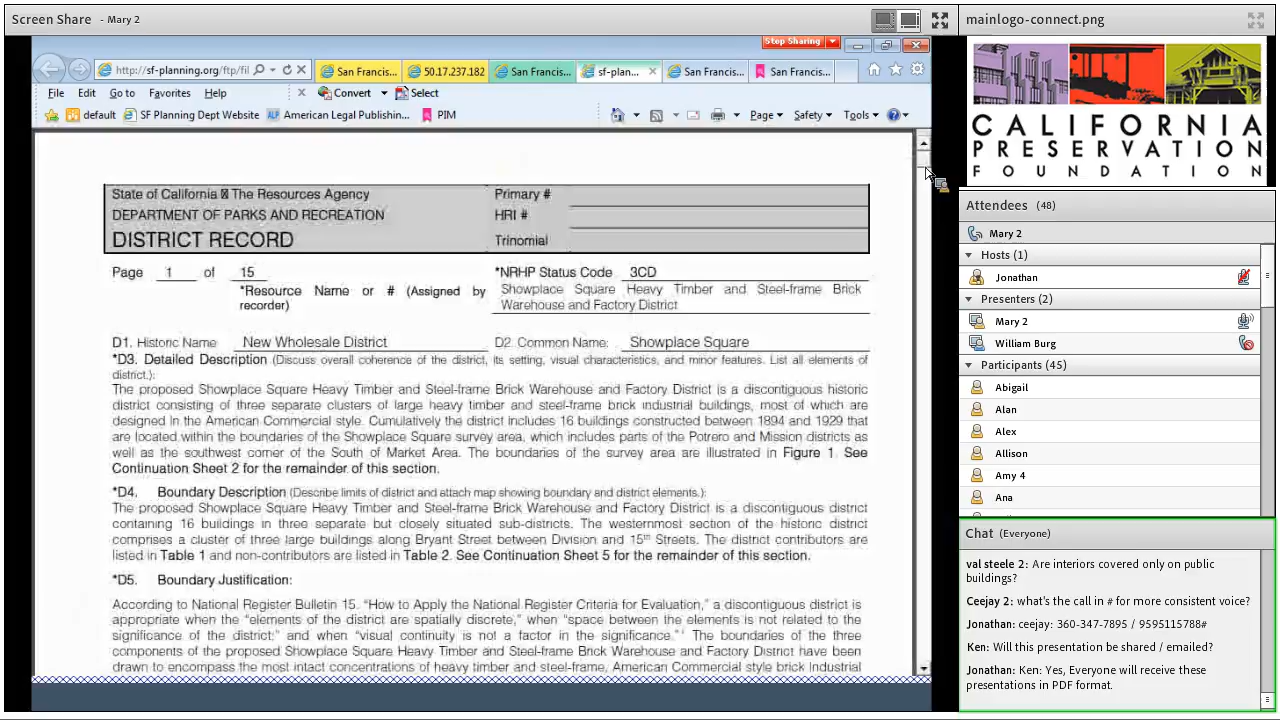 Screen Share - Mary 2
Stop Sharing
http://sf-planning.org/ftp/fil
San Francis...
50.17.237.182
San Francis...
sf-plan...
San Francis...
San Francis...
File Edit Go to Favorites Help
Convert Select
default SF Planning Dept Website American Legal Publishin... PIM
Page Safety Tools
State of California The Resources Agency
DEPARTMENT OF PARKS AND RECREATION
DISTRICT RECORD
Primary #
HRI #
Trinomial
Page 1 of 15
*NRHP Status Code 3CD
*Resource Name or # (Assigned by
recorder)
Showplace Square Heavy Timber and Steel-frame Brick
Warehouse and Factory District
D1. Historic Name New Wholesale District D2. Common Name: Showplace Square
*D3. Detailed Description (Discuss overall coherence of the district, its setting, visual characteristics, and minor features. List all elements of
district.):
The proposed Showplace Square Heavy Timber and Steel-frame Brick Warehouse and Factory District is a discontiguous historic
district consisting of three separate clusters of large heavy timber and steel-frame brick industrial buildings, most of which are
designed in the American Commercial style. Cumulatively the district includes 16 buildings constructed between 1894 and 1929 that
are located within the boundaries of the Showplace Square survey area, which includes parts of the Potrero and Mission districts as
well as the southwest corner of the South of Market Area. The boundaries of the survey area are illustrated in Figure 1. See
Continuation Sheet 2 for the remainder of this section.
*D4. Boundary Description (Describe limits of district and attach map showing boundary and district elements.):
The proposed Showplace Square Heavy Timber and Steel-frame Brick Warehouse and Factory District is a discontiguous district
containing 16 buildings in three separate but closely situated sub-districts. The westernmost section of the historic district
comprises a cluster of three large buildings along Bryant Street between Division and 15th Streets. The district contributors are
listed in Table 1 and non-contributors are listed in Table 2. See Continuation Sheet 5 for the remainder of this section.
*D5. Boundary Justification:
According to National Register Bulletin 15, "How to Apply the National Register Criteria for Evaluation," a discontiguous district is
appropriate when the "elements of the district are spatially discrete," when "space between the elements is not related to the
significance of the district;" and when "visual continuity is not a factor in the significance." The boundaries of the three
components of the proposed Showplace Square Heavy Timber and Steel-frame Brick Warehouse and Factory District have been
drawn to encompass the most intact concentrations of heavy timber and steel-frame, American Commercial style brick Industrial
mainlogo-connect.png
CALIFORNIA
PRESERVATION
FOUNDATION
Attendees (48)
Mary 2
Hosts (1)
Jonathan
Presenters (2)
Mary 2
William Burg
Participants (45)
Abigail
Alan
Alex
Allison
Amy 4
Ana
Chat (Everyone)
val steele 2: Are interiors covered only on public
buildings?
Ceejay 2: what's the call in # for more consistent voice?
Jonathan: ceejay: 360-347-7895 / 9595115788#
Ken: Will this presentation be shared / emailed?
Jonathan: Ken: Yes, Everyone will receive these
presentations in PDF format.